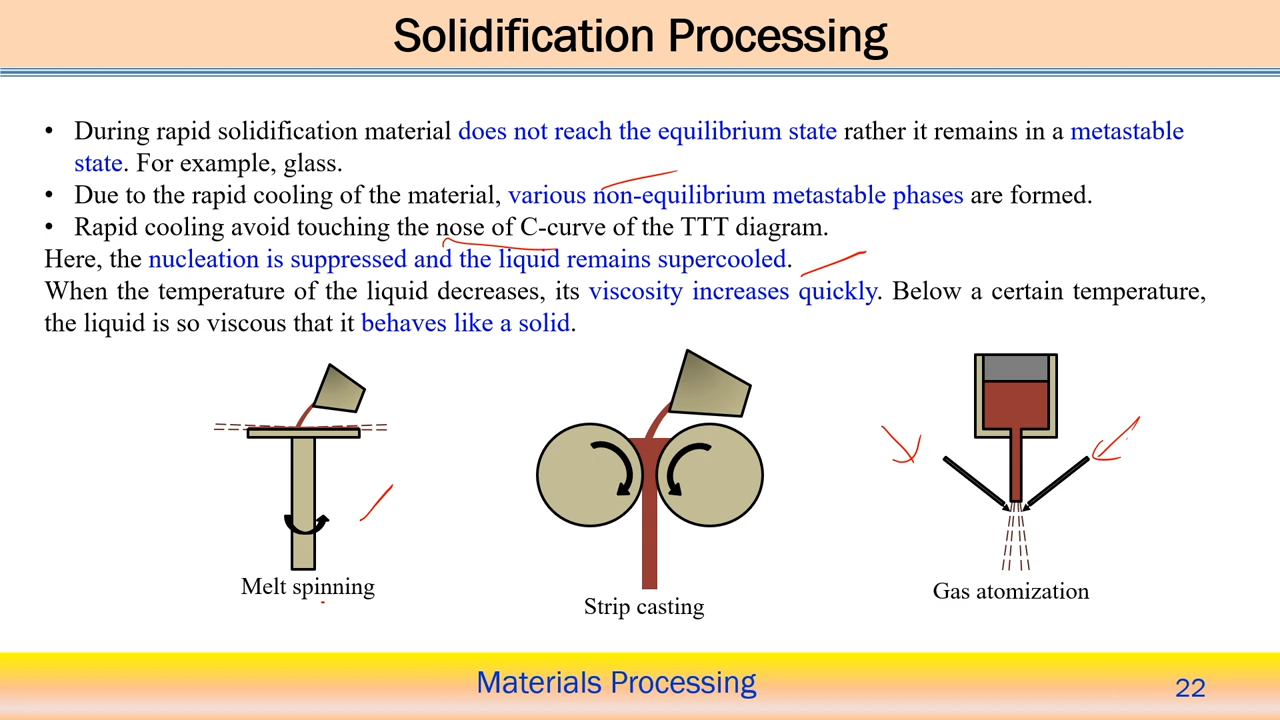 Solidification Processing
• During rapid solidification material does not reach the equilibrium state rather it remains in a metastable
state. For example, glass.
• Due to the rapid cooling of the material, various non-equilibrium metastable phases are formed.
• Rapid cooling avoid touching the nose of C-curve of the TTT diagram.
Here, the nucleation is suppressed and the liquid remains supercooled.
When the temperature of the liquid decreases, its viscosity increases quickly. Below a certain temperature,
the liquid is so viscous that it behaves like a solid.
Melt spinning
Strip casting
Gas atomization
Materials Processing
22